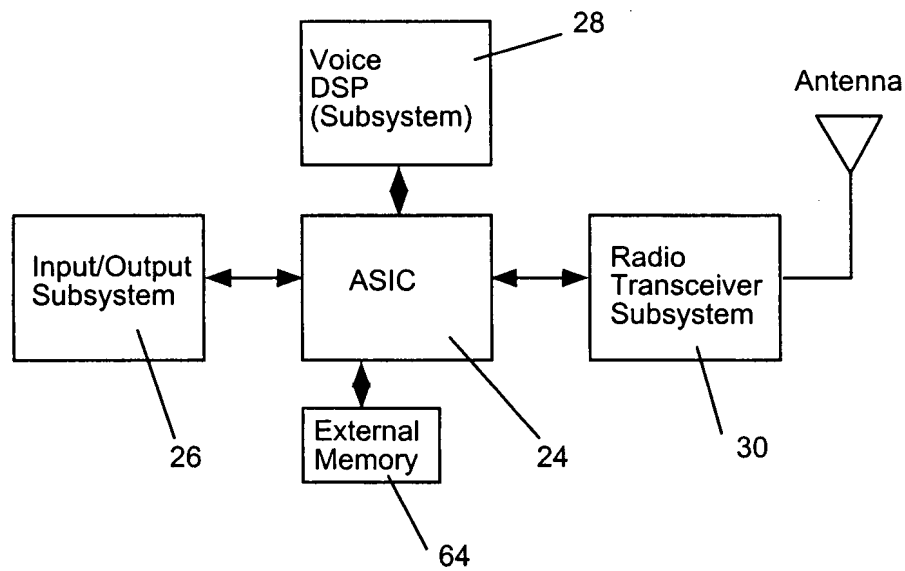 28
Voice
DSP
(Subsystem)
Antenna
Input/Output
Subsystem
ASIC
Radio
Transceiver
Subsystem
External
Memory
26
24
30
64